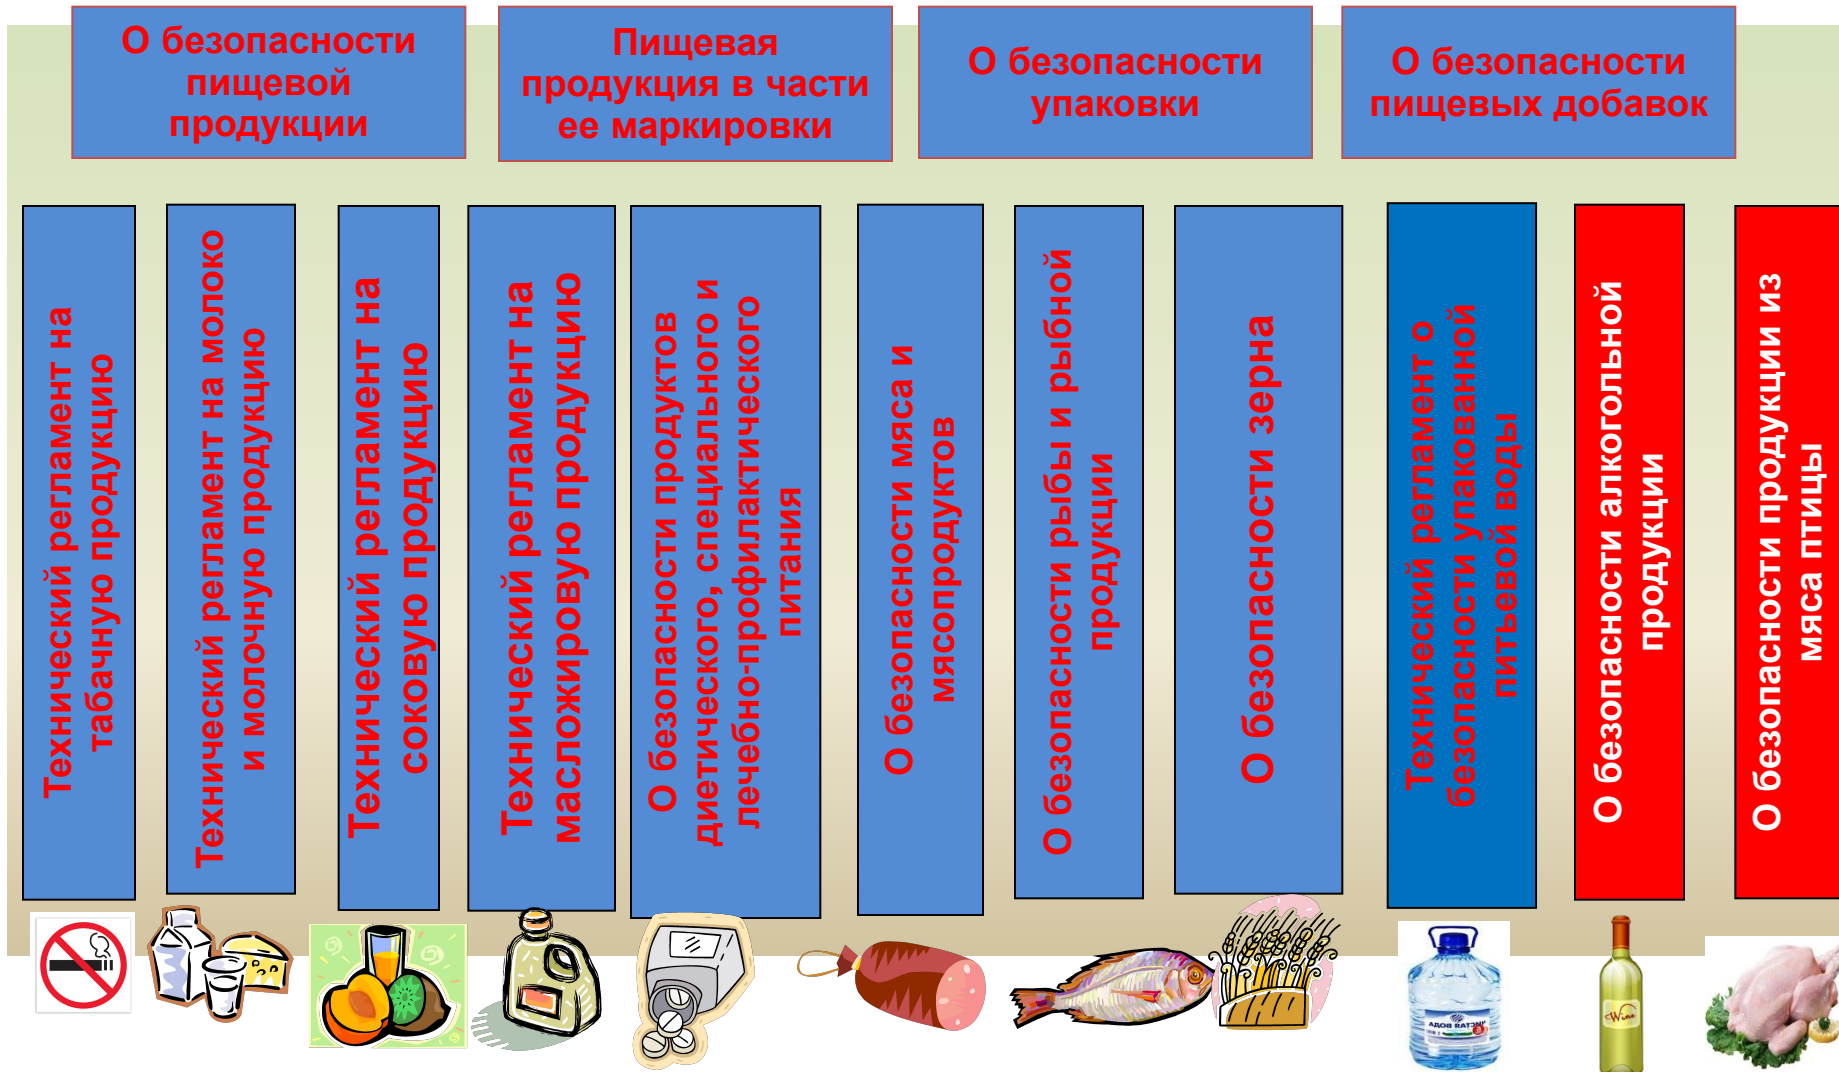 О безопасности
пищевой
продукции
Пищевая
продукция в части
ее маркировки
О безопасности
упаковки
О безопасности
пищевых добавок
Технический регламент на
табачную продукцию
Технический регламент на молоко
и молочную продукцию
Технический регламент на
соковую продукцию
Технический регламент на
масложировую продукцию
О безопасности продуктов
диетического, специального и
лечебно-профилактического
питания
О безопасности мяса и
мясопродуктов
О безопасности рыбы и рыбной
продукции
О безопасности зерна
Технический регламент о
безопасности упакованной
питьевой воды
О безопасности алкогольной
продукции
О безопасности продукции из
мяса птицы
Wine